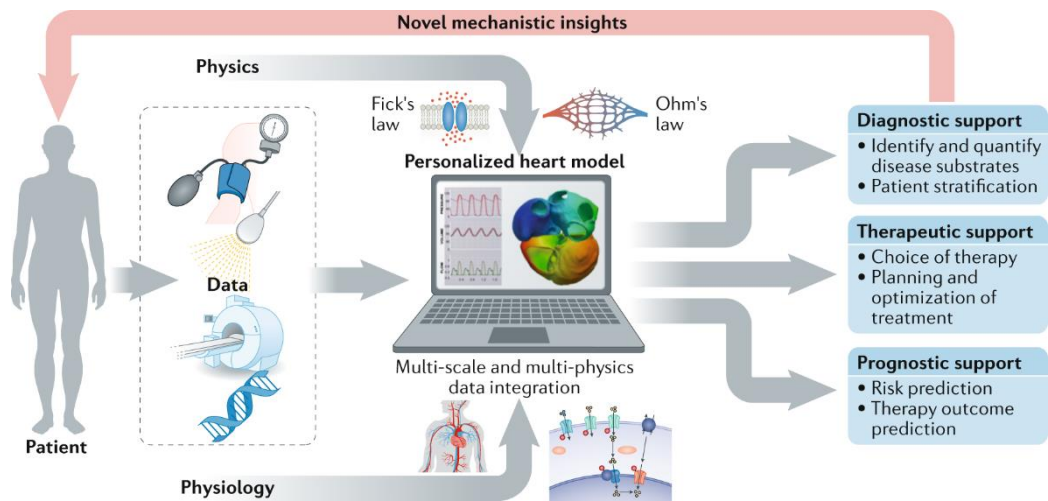 Novel mechanistic insights
Physics
Fick's
law
Ohm's
law
Personalized heart model
PRESSURE
VOLUME
Data
Multi-scale and multi-physics
data integration
Patient
Physiology
Diagnostic support
• Identify and quantify
disease substrates
• Patient stratification
Therapeutic support
• Choice of therapy
• Planning and
optimization of
treatment
Prognostic support
• Risk prediction
• Therapy outcome
prediction